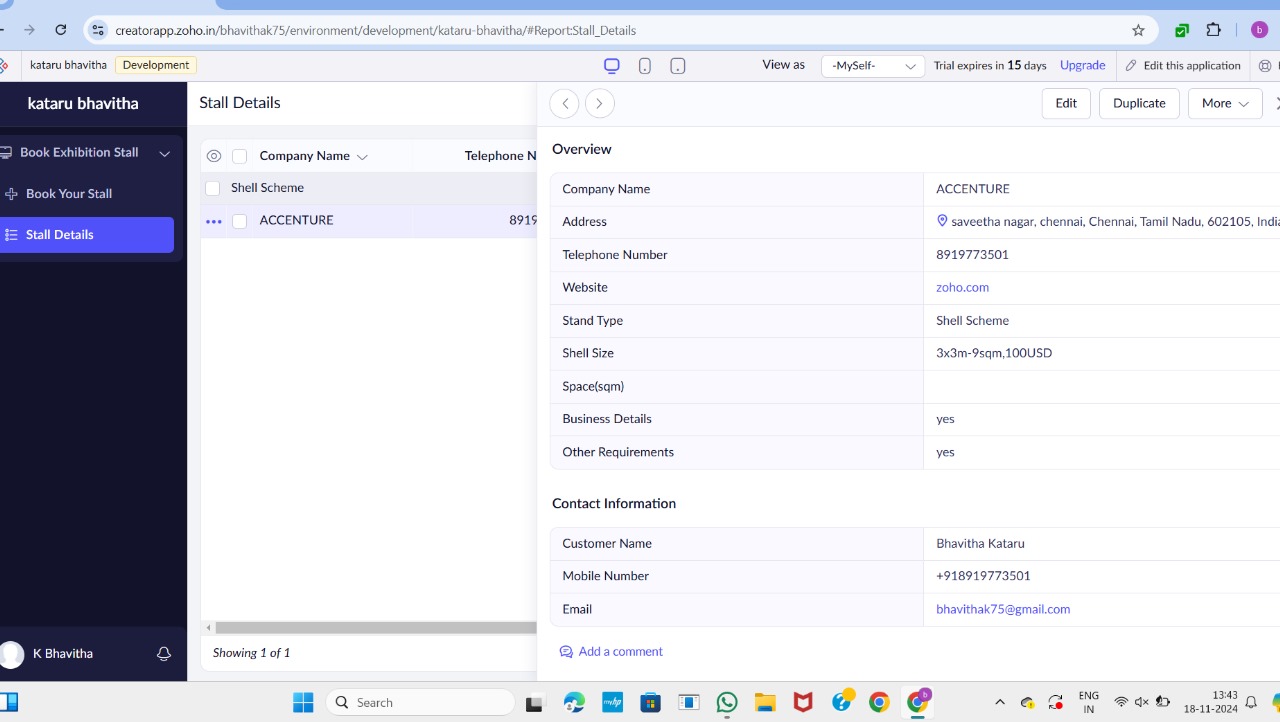 creatorapp.zoho.in/bhavithak75/environment/development/kataru-bhavitha/#Report:Stall_Details
b
kataru bhavitha Development View as -MySelf- Trial expires in 15 days Upgrade Edit this application
kataru bhavitha
Book Exhibition Stall
Book Your Stall
Stall Details
K Bhavitha
Stall Details
Company Name Telephone N
Shell Scheme
ACCENTURE 8919
Showing 1 of 1
Edit Duplicate More
Overview
Company Name ACCENTURE
Address saveetha nagar, chennai, Chennai, Tamil Nadu, 602105, India
Telephone Number 8919773501
Website zoho.com
Stand Type Shell Scheme
Shell Size 3x3m-9sqm,100USD
Space(sqm)
Business Details yes
Other Requirements yes
Contact Information
Customer Name Bhavitha Kataru
Mobile Number +918919773501
Email bhavithak75@gmail.com
Add a comment
Search
myhp
b
ENG
IN
13:43
18-11-2024